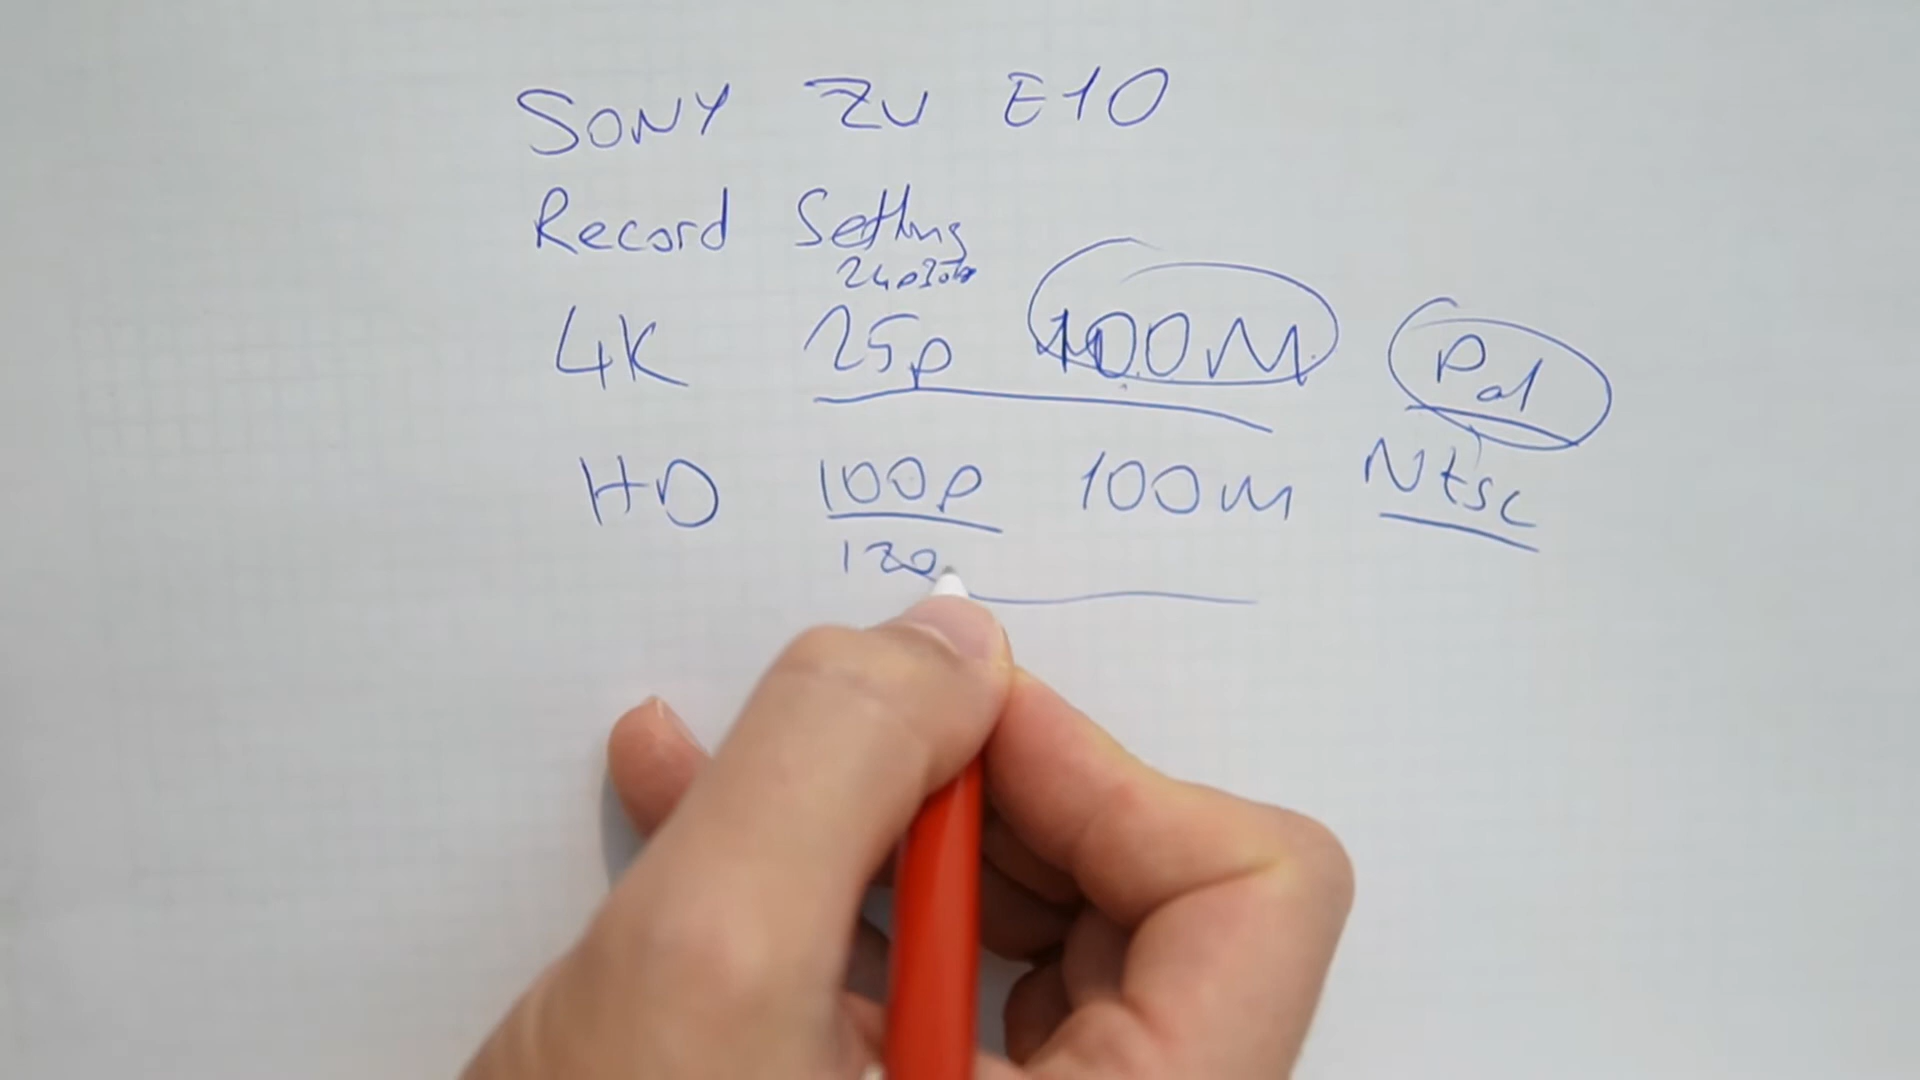 SONY ZV E10
Record Setting
24p30p
4K 25p 100M Pal
HD 100p 100M Ntsc
120